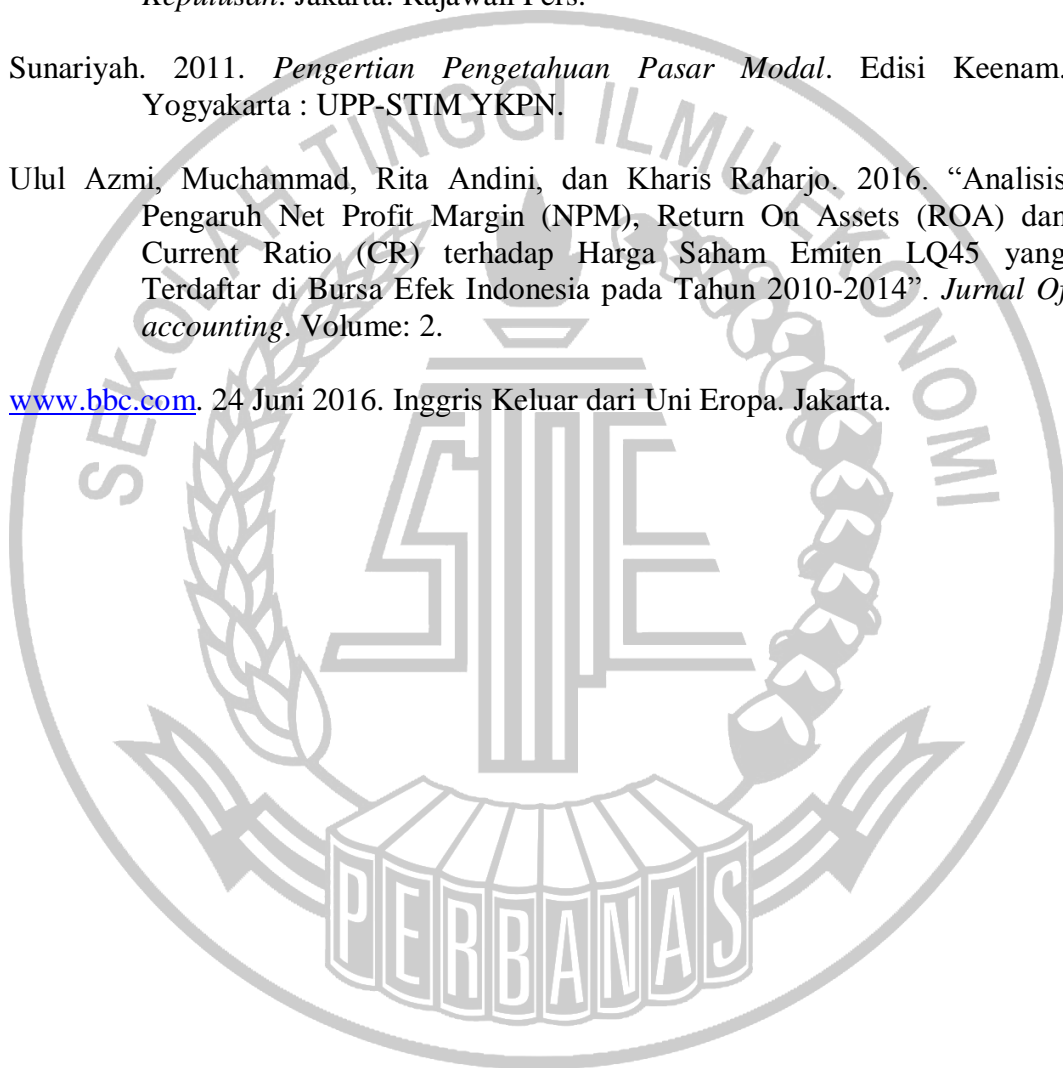 Keputusan. Jakarta: Rajawali Pers.
Sunariyah. 2011. Pengertian Pengetahuan Pasar Modal. Edisi Keenam.
Yogyakarta : UPP-STIM YKPN.
Ulul Azmi, Muchammad, Rita Andini, dan Kharis Raharjo. 2016. “Analisis
Pengaruh Net Profit Margin (NPM), Return On Assets (ROA) dan
Current Ratio (CR) terhadap Harga Saham Emiten LQ45 yang
Terdaftar di Bursa Efek Indonesia pada Tahun 2010-2014”. Jurnal Of
accounting. Volume: 2.
www.bbc.com. 24 Juni 2016. Inggris Keluar dari Uni Eropa. Jakarta.
SEKOLAH TINGGI ILMU EKONOMI
STIE
PERBANAS